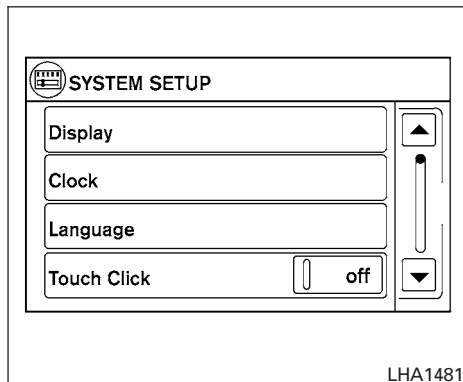 SYSTEM SETUP
Display
Clock
Language
Touch Click off
LHA1481